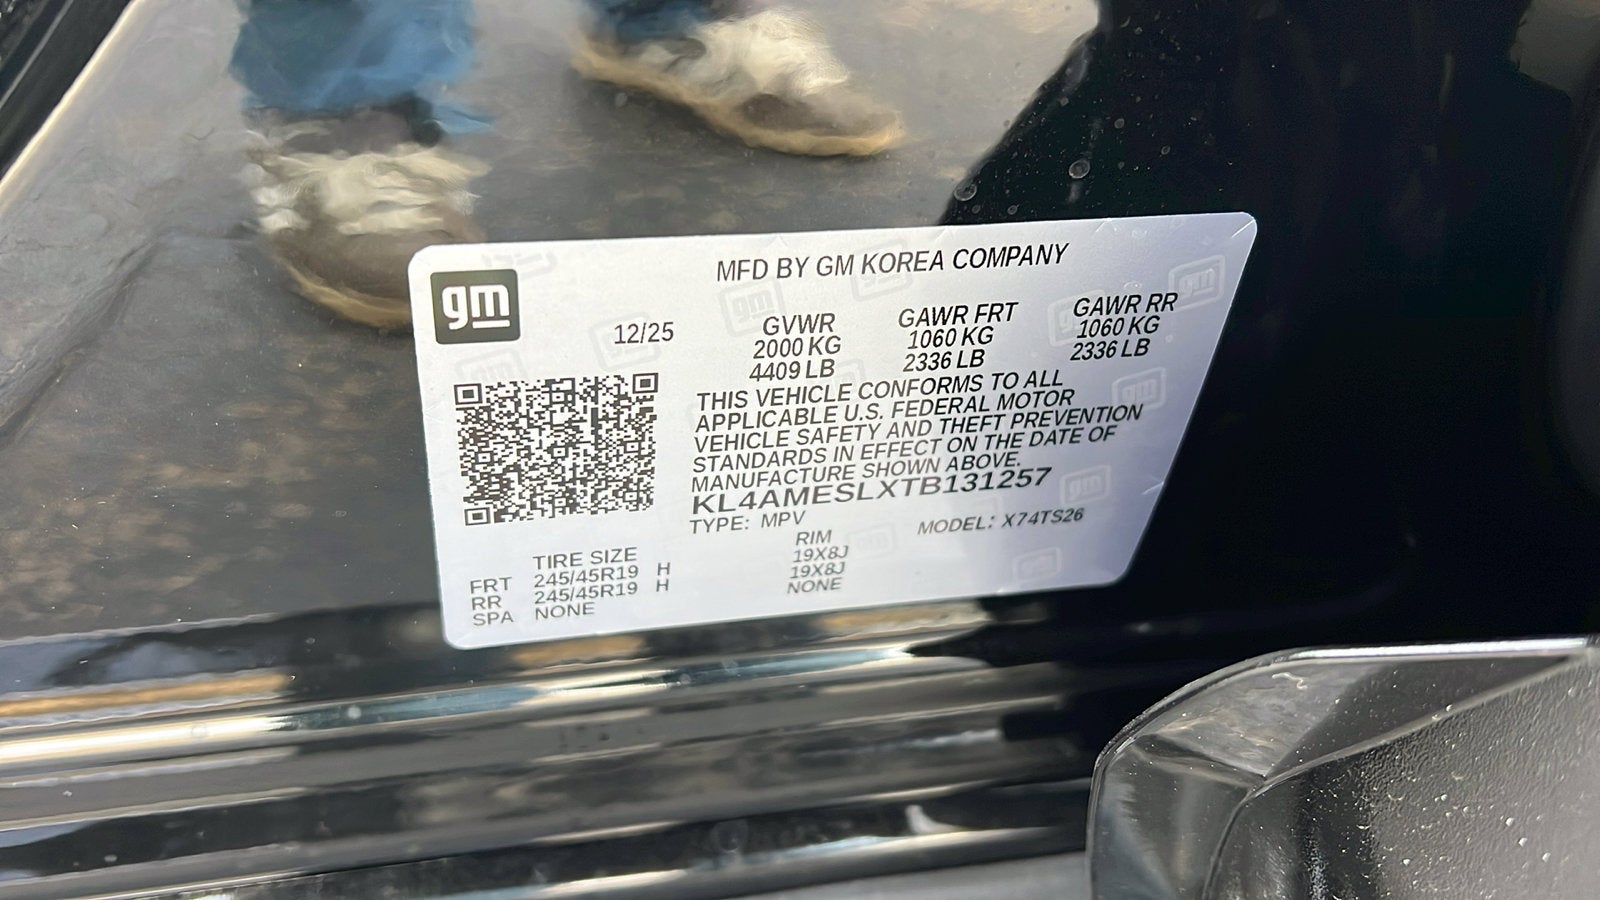 gm
MFD BY GM KOREA COMPANY
12/25
GVWR GAWR FRT GAWR RR
2000 KG 1060 KG 1060 KG
4409 LB 2336 LB 2336 LB
THIS VEHICLE CONFORMS TO ALL
APPLICABLE U.S. FEDERAL MOTOR
VEHICLE SAFETY AND THEFT PREVENTION
STANDARDS IN EFFECT ON THE DATE OF
MANUFACTURE SHOWN ABOVE.
KL4AMESLXTB131257
TYPE: MPV MODEL: X74TS26
TIRE SIZE RIM
FRT 245/45R19 H 19X8J
RR 245/45R19 H 19X8J
SPA NONE NONE